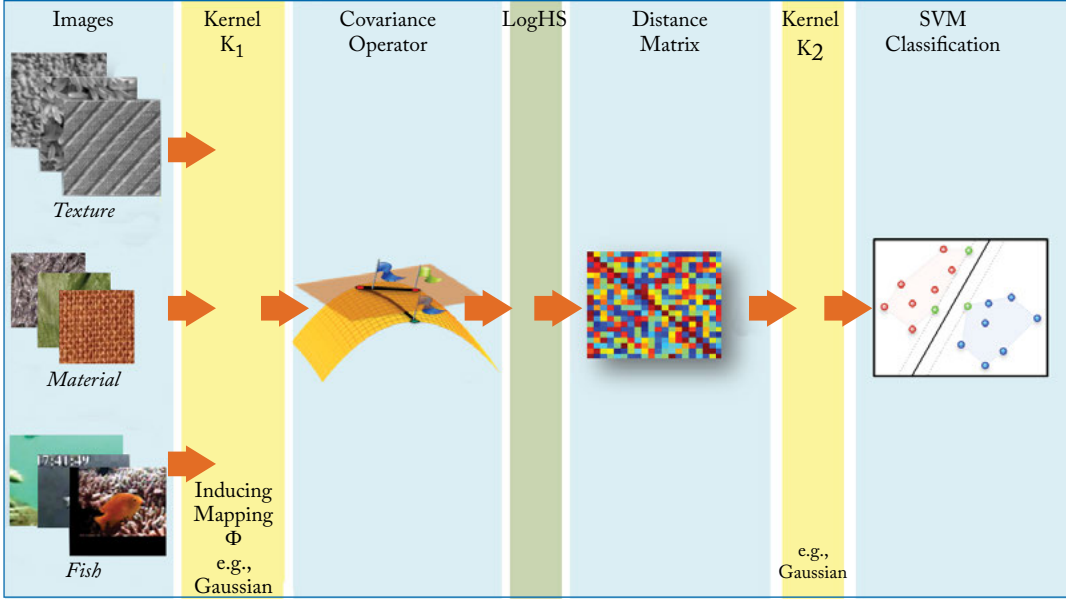 Images
Kernel
K1
Covariance
Operator
LogHS
Distance
Matrix
Kernel
K2
SVM
Classification
Texture
Material
17:41:49
Fish
Inducing
Mapping
Φ
e.g.,
Gaussian
e.g.,
Gaussian